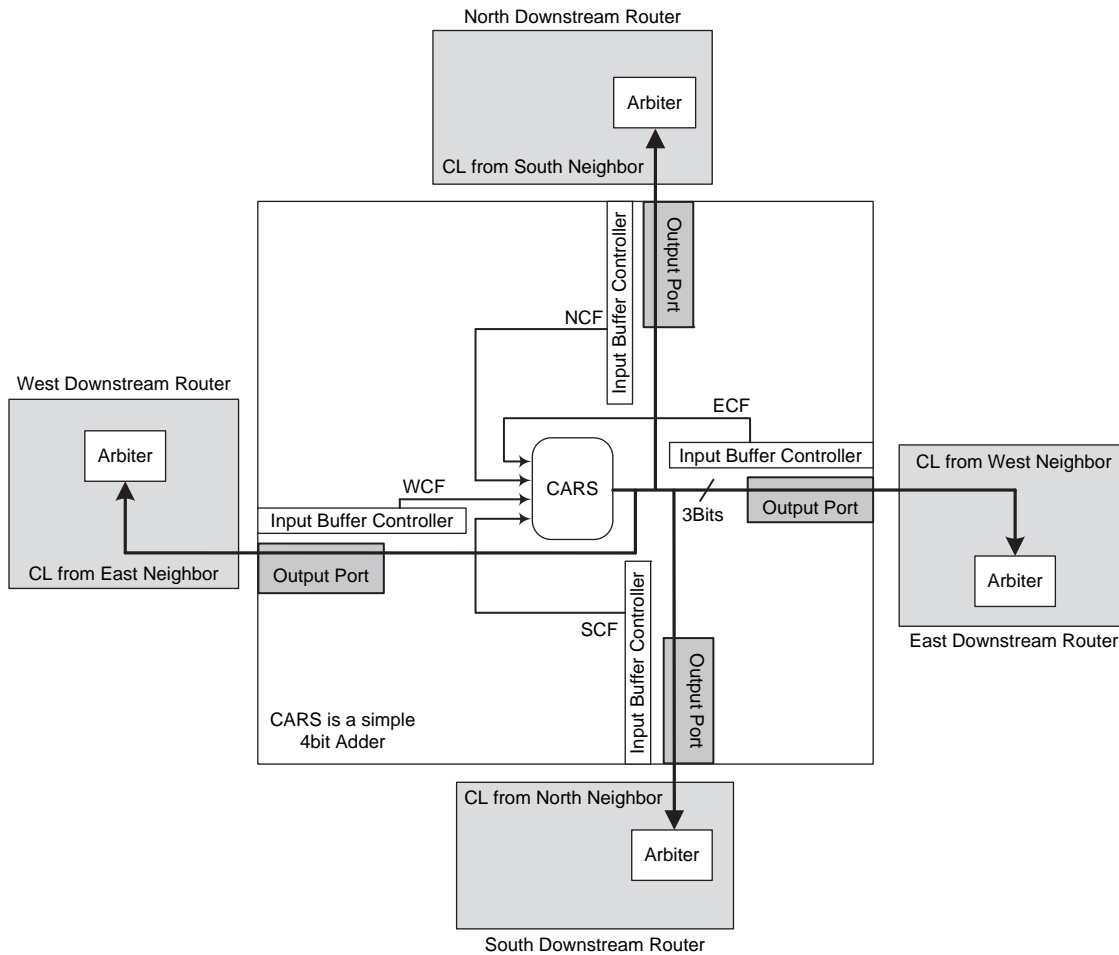 North Downstream Router
Arbiter
CL from South Neighbor
Input Buffer Controller
Output Port
NCF
West Downstream Router
Arbiter
CL from East Neighbor
ECF
Input Buffer Controller
CL from West Neighbor
CARS
WCF
Input Buffer Controller
3Bits
Output Port
Output Port
Arbiter
East Downstream Router
SCF
Input Buffer Controller
Output Port
CARS is a simple
4bit Adder
CL from North Neighbor
Arbiter
South Downstream Router